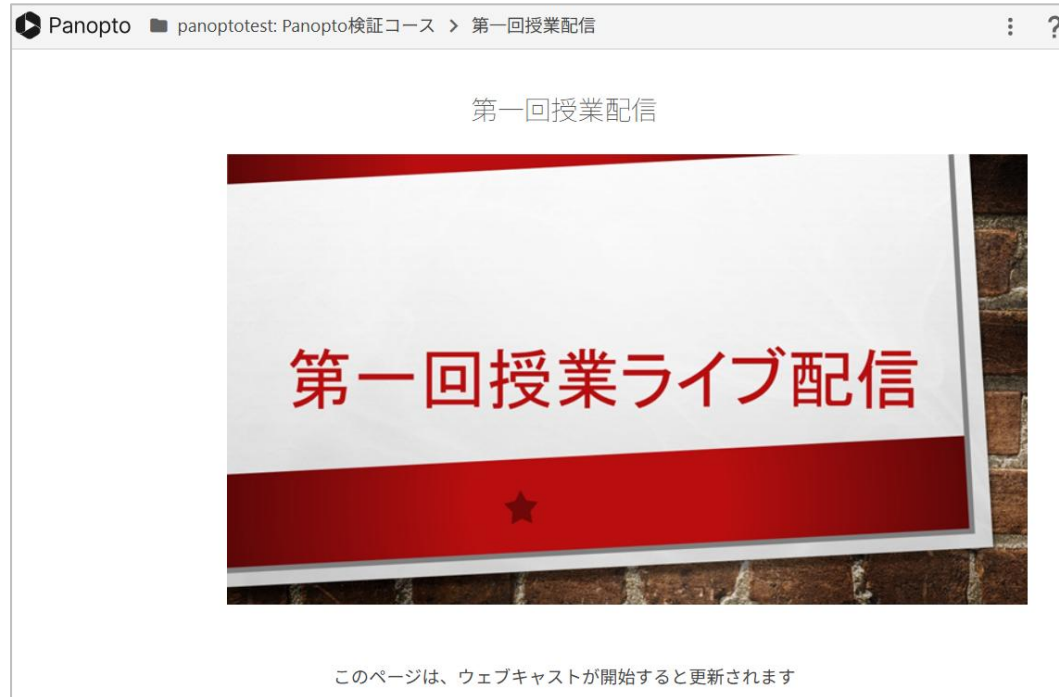 Panopto panoptotest: Panopto検証コース > 第一回授業配信 ?
第一回授業配信
第一回授業ライブ配信
このページは、ウェブキャストが開始すると更新されます